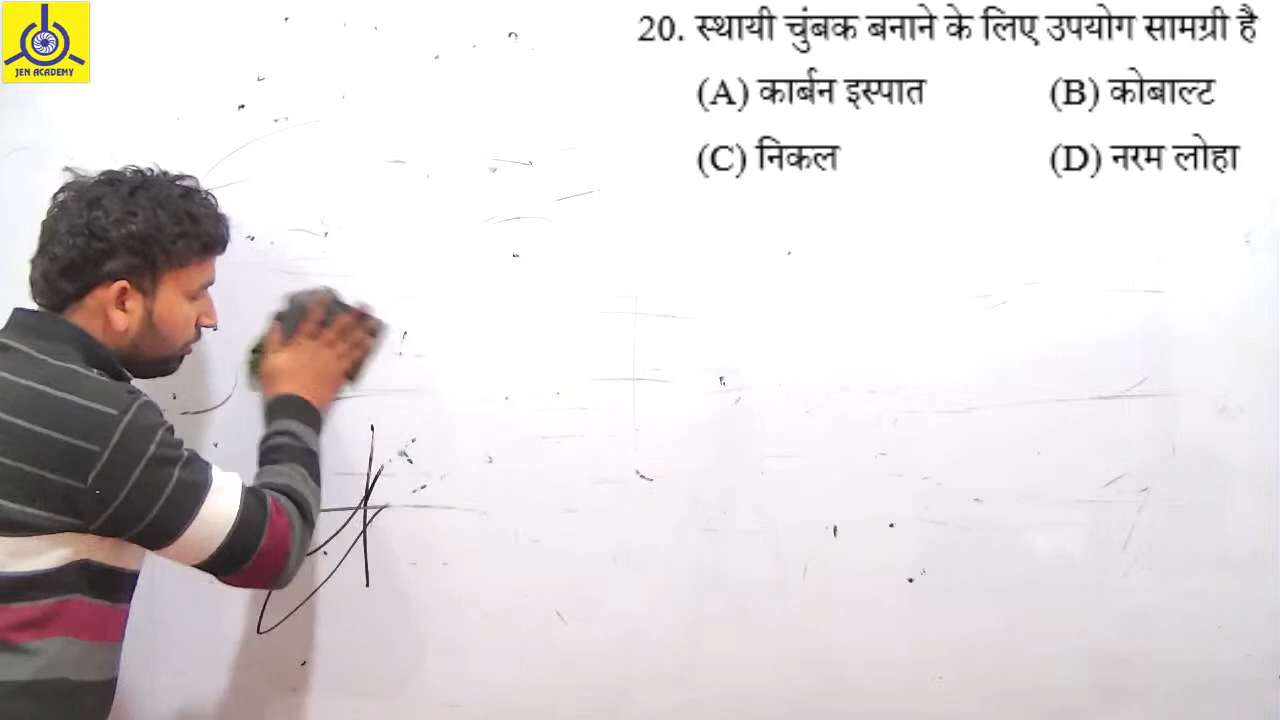 JEN ACADEMY
20. स्थायी चुंबक बनाने के लिए उपयोग सामग्री है
(A) कार्बन इस्पात (B) कोबाल्ट
(C) निकल (D) नरम लोहा